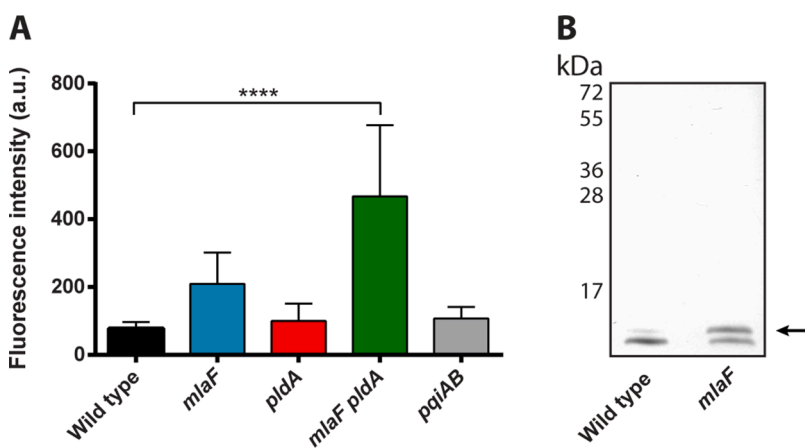 A
Fluorescence intensity (a.u.)
800
600
400
200
0
****
Wild type
mlaF
pldA
mlaF pldA
pqiAB
B
kDa
72
55
36
28
17
Wild type
mlaF